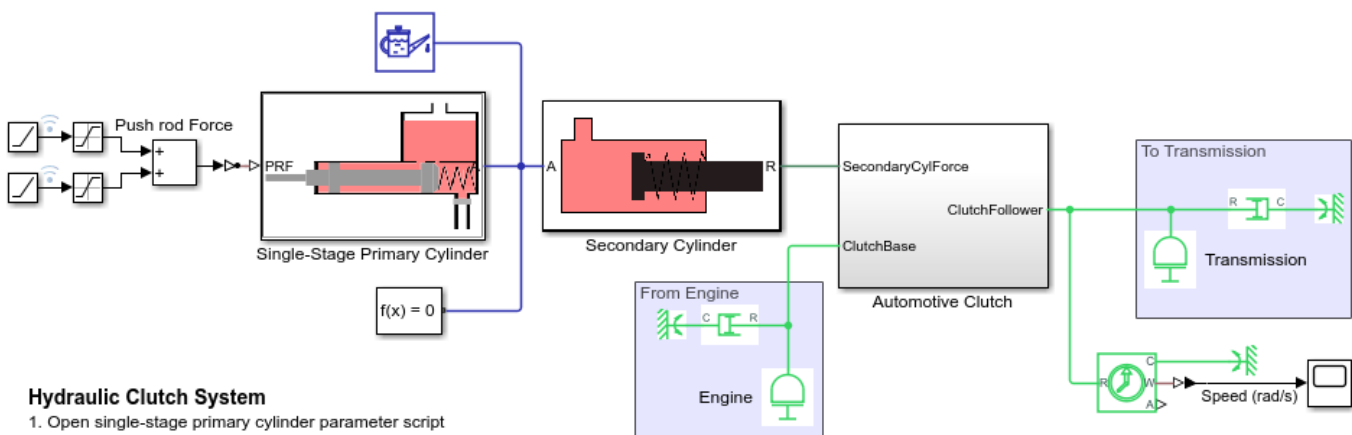 Push rod Force
+
+
PRF
Single-Stage Primary Cylinder
f(x) = 0
A
R
Secondary Cylinder
SecondaryCylForce
ClutchFollower
ClutchBase
Automotive Clutch
From Engine
C
R
Engine
To Transmission
R
C
Transmission
R
C
W
A
Speed (rad/s)
Hydraulic Clutch System
1. Open single-stage primary cylinder parameter script